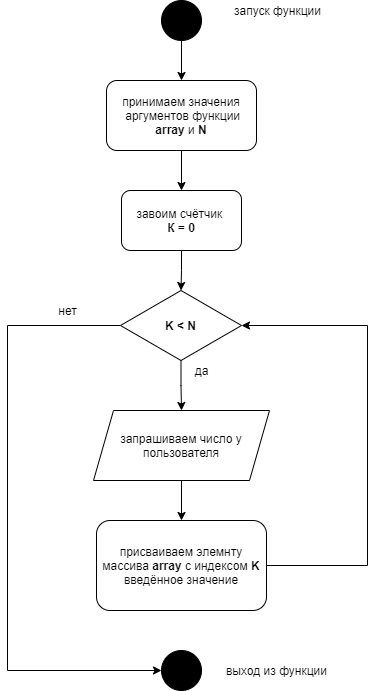 запуск функции
принимаем значения
аргументов функции
array и N
завоим счётчик
К = 0
K < N
нет
да
запрашиваем число у
пользователя
присваиваем элемнту
массива array с индексом K
введённое значение
выход из функции